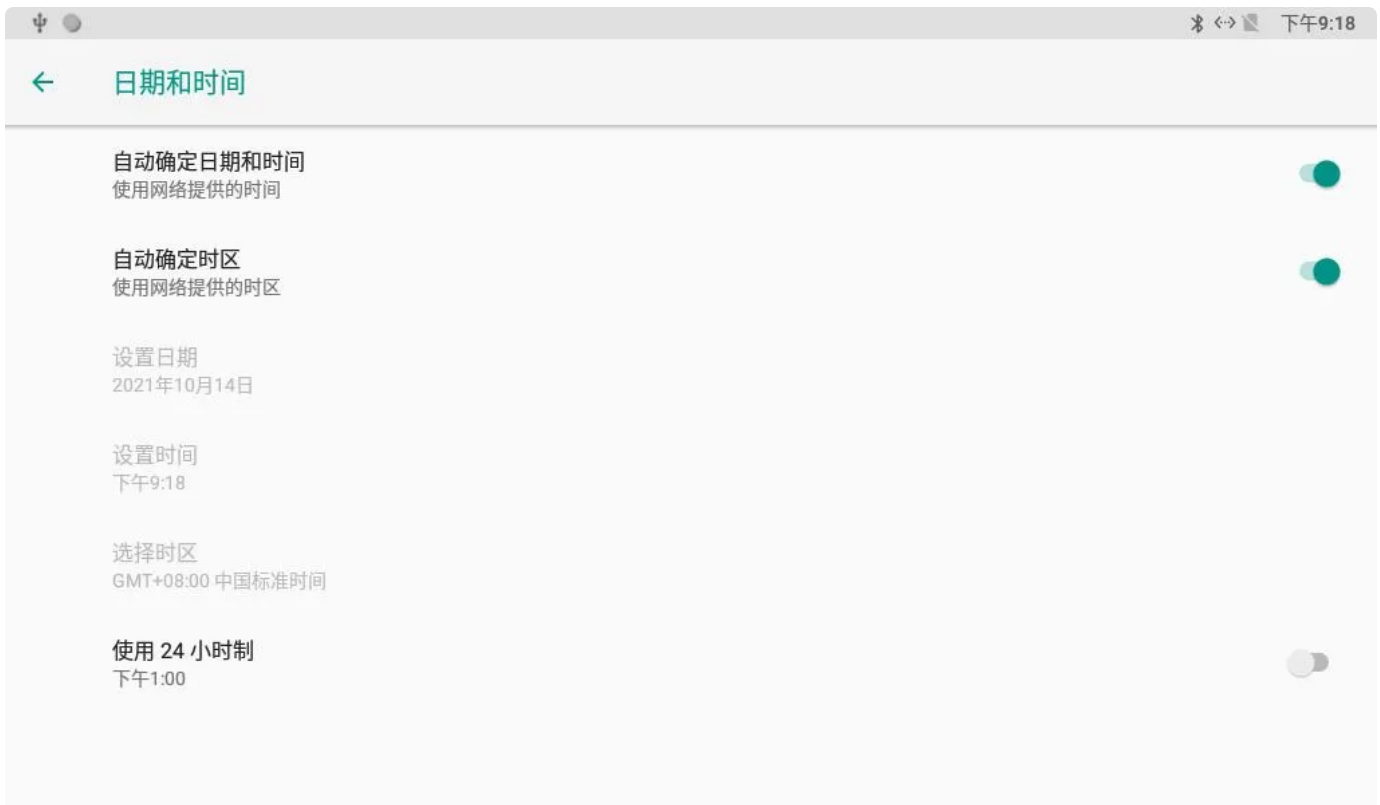 下午9:18
日期和时间
自动确定日期和时间
使用网络提供的时间
自动确定时区
使用网络提供的时区
设置日期
2021年10月14日
设置时间
下午9:18
选择时区
GMT+08:00 中国标准时间
使用 24 小时制
下午1:00